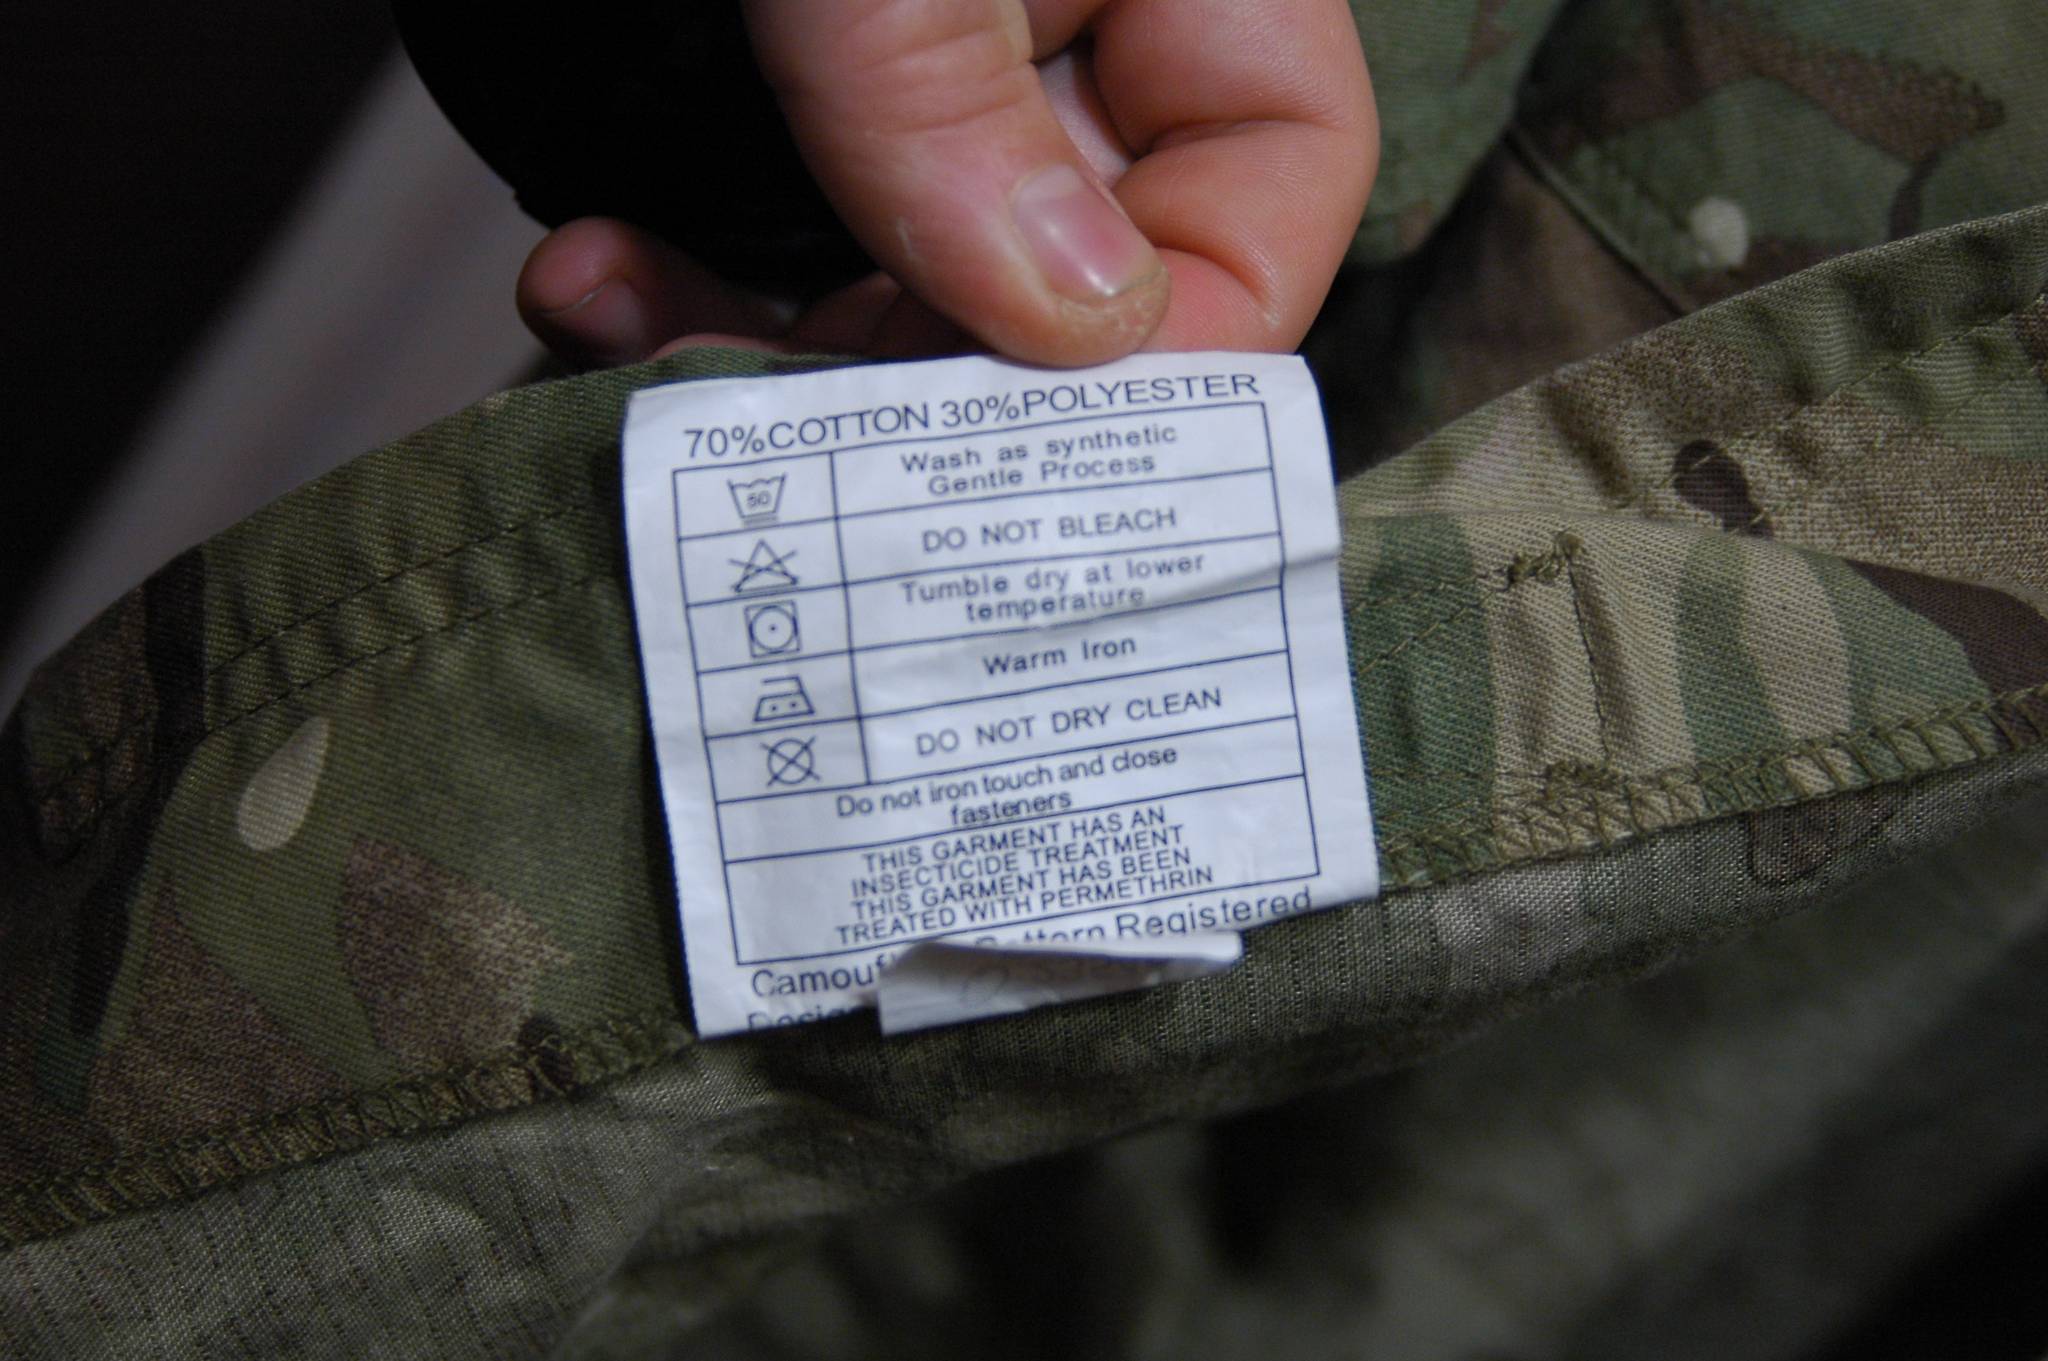 70%COTTON 30%POLYESTER
50
Wash as synthetic
Gentle Process
DO NOT BLEACH
Tumble dry at lower
temperature
Warm Iron
DO NOT DRY CLEAN
Do not iron touch and close
fasteners
THIS GARMENT HAS AN
INSECTICIDE TREATMENT
THIS GARMENT HAS BEEN
TREATED WITH PERMETHRIN
Pattern Registered